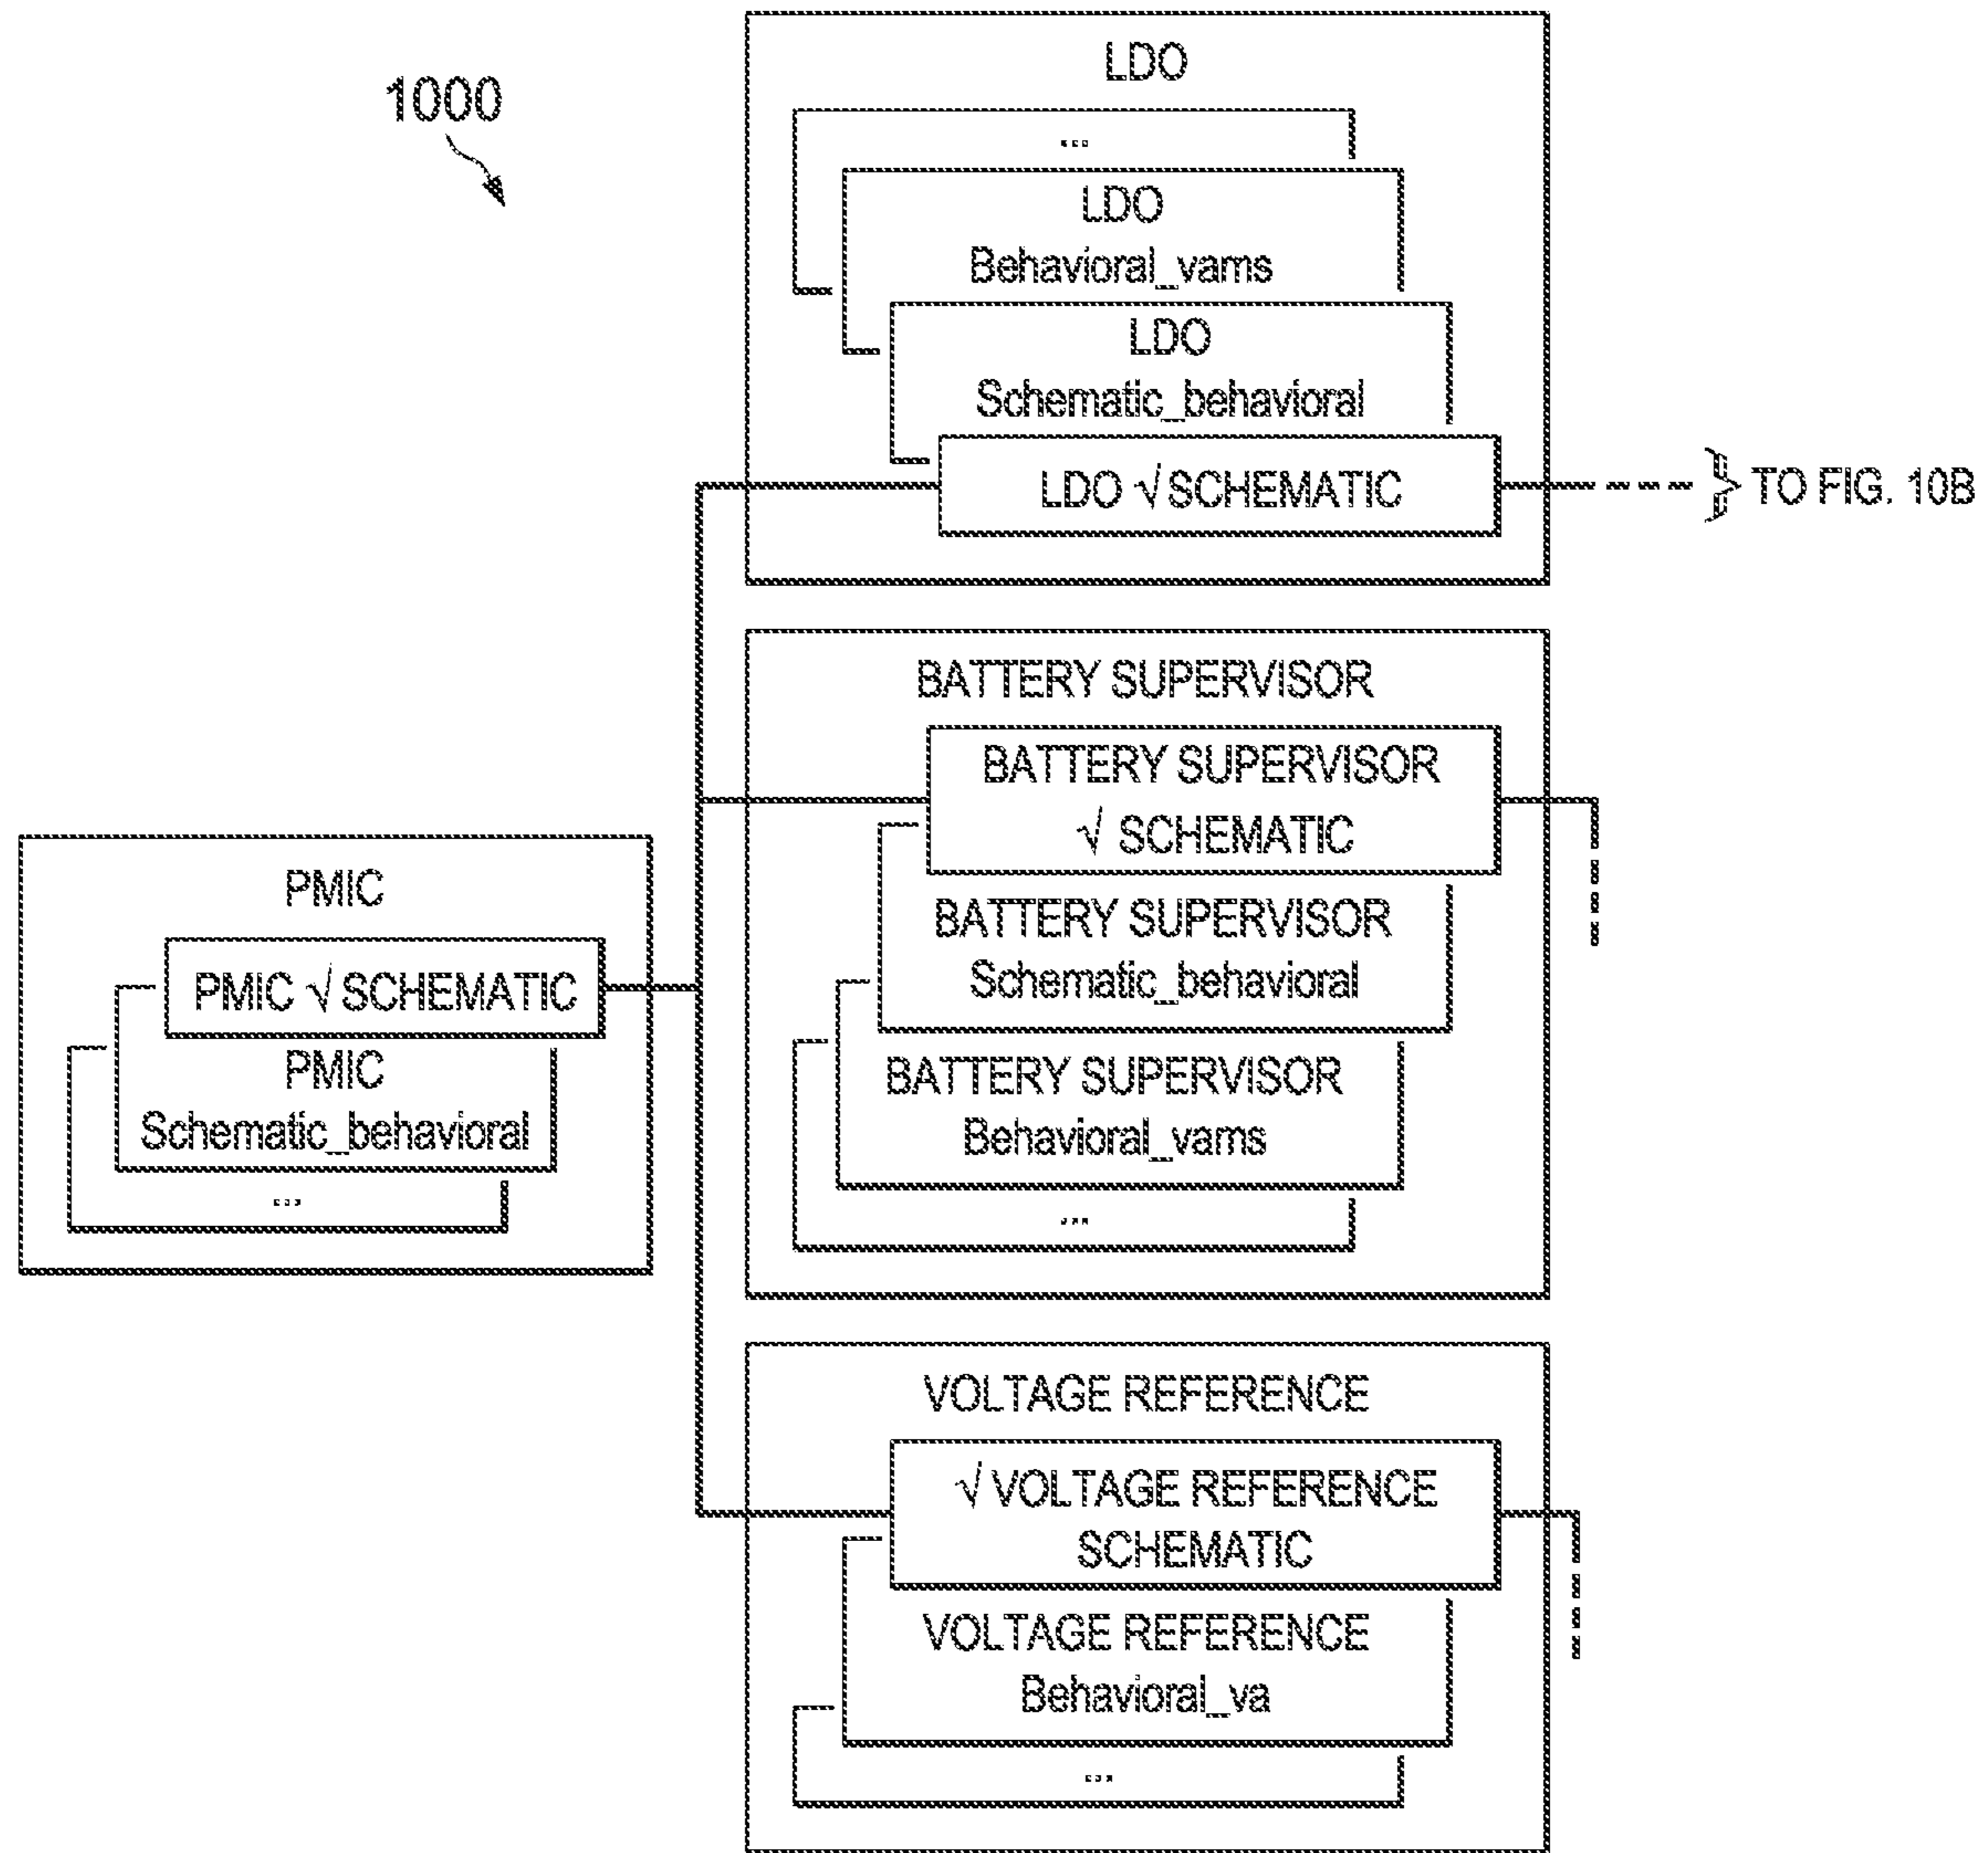 1000
LDO
...
LDO
Behavioral_vams
LDO
Schematic_behavioral
LDO √ SCHEMATIC
TO FIG. 10B
BATTERY SUPERVISOR
BATTERY SUPERVISOR
√ SCHEMATIC
BATTERY SUPERVISOR
Schematic_behavioral
BATTERY SUPERVISOR
Behavioral_vams
...
PMIC
PMIC √ SCHEMATIC
PMIC
Schematic_behavioral
...
VOLTAGE REFERENCE
√ VOLTAGE REFERENCE
SCHEMATIC
VOLTAGE REFERENCE
Behavioral_va
...